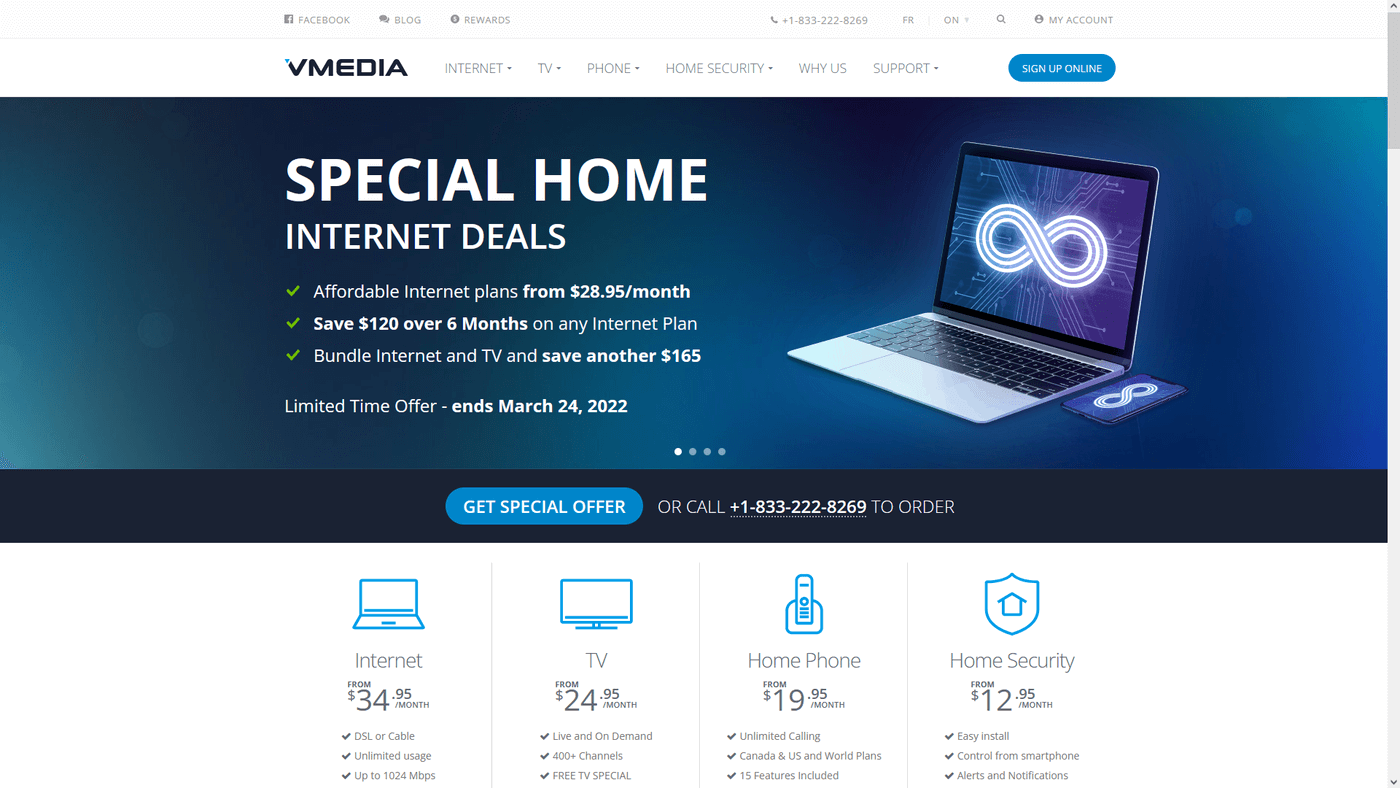 FACEBOOK BLOG REWARDS +1-833-222-8269 FR ON MY ACCOUNT
VMEDIA INTERNET TV PHONE HOME SECURITY WHY US SUPPORT SIGN UP ONLINE
SPECIAL HOME
INTERNET DEALS
Affordable Internet plans from $28.95/month
Save $120 over 6 Months on any Internet Plan
Bundle Internet and TV and save another $165
Limited Time Offer - ends March 24, 2022
GET SPECIAL OFFER OR CALL +1-833-222-8269 TO ORDER
Internet
FROM
$34.95
/MONTH
DSL or Cable
Unlimited usage
Up to 1024 Mbps
TV
FROM
$24.95
/MONTH
Live and On Demand
400+ Channels
FREE TV SPECIAL
Home Phone
FROM
$19.95
/MONTH
Unlimited Calling
Canada & US and World Plans
15 Features Included
Home Security
FROM
$12.95
/MONTH
Easy install
Control from smartphone
Alerts and Notifications